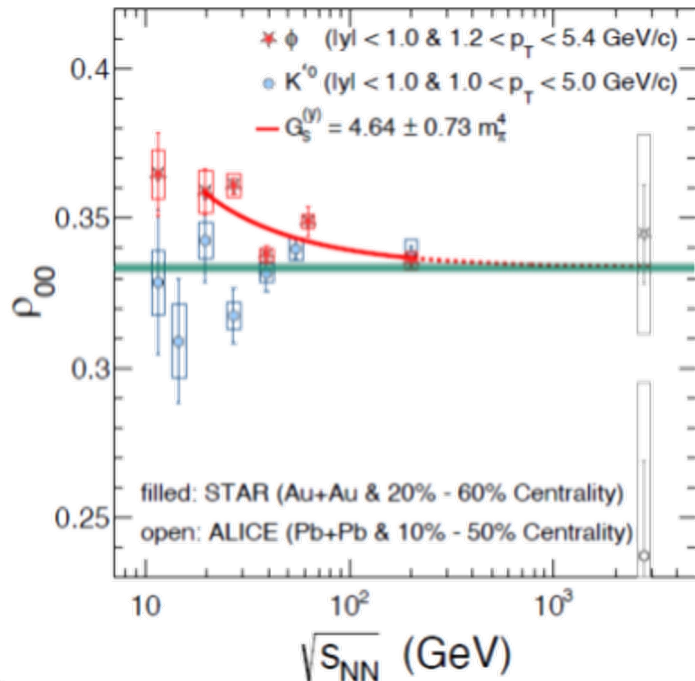 ϕ (|y| < 1.0 & 1.2 < p_T < 5.4 GeV/c)
K*0 (|y| < 1.0 & 1.0 < p_T < 5.0 GeV/c)
G_s^(y) = 4.64 ± 0.73 m_π^4
0.4
0.35
0.3
0.25
ρ_00
filled: STAR (Au+Au & 20% - 60% Centrality)
open: ALICE (Pb+Pb & 10% - 50% Centrality)
10 10^2 10^3
√s_NN (GeV)